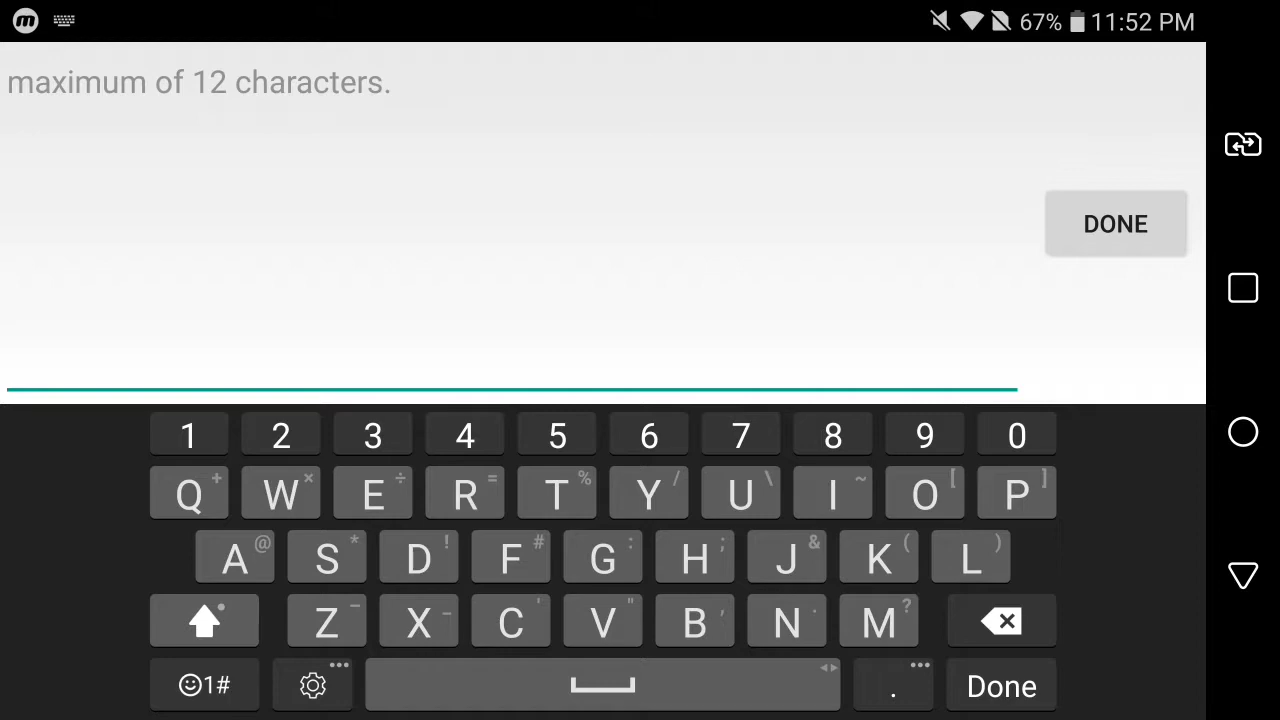 m 67% 11:52 PM
maximum of 12 characters.
DONE
1 2 3 4 5 6 7 8 9 0
Q + W × E ÷ R = T % Y / U \ I ~ O [ P ]
A @ S * D ! F # G : H ; J & K ( L )
Z – X - C ' V " B , N · M ?
1# ••• . ••• Done